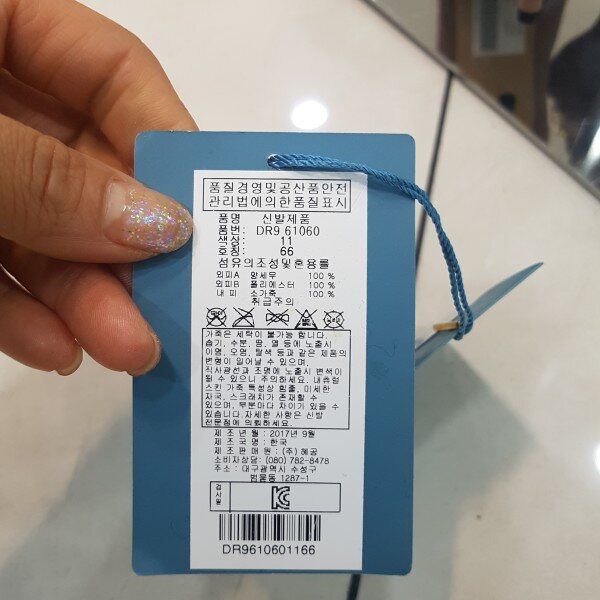 품질경영및공산품안전
관리법에의한품질표시
품명 신발제품
품번: DR9 61060
색상: 11
호칭: 66
섬유의조성및혼용률
외피A 양세무 100 %
외피B 폴리에스터 100 %
내 피 소가죽 100 %
취급주의
가죽은 세탁이 불가능 합니다.
습기, 수분, 땀, 열 등에 노출시
이염, 오염, 탈색 등과 같은 제품의
변형이 일어날 수 있으며,
직사광선과 조명에 노출시 변색이
될 수 있으니 주의하세요. 내츄럴
스킨 가죽 특성상 힘줄, 미세한
자국, 스크래치가 존재할 수
있으며, 부분마다 차이가 있을 수
있습니다.자세한 사항은 신발
전문점에 의뢰하세요.
제 조 년 월 : 2017년 9월
제 조 국 명 : 한국
제 조 판 매 원 : (주) 혜공
소비자상담: (080) 782-8478
주소 : 대구광역시 수성구
범물동 1287-1
검사필
KC
DR9610601166